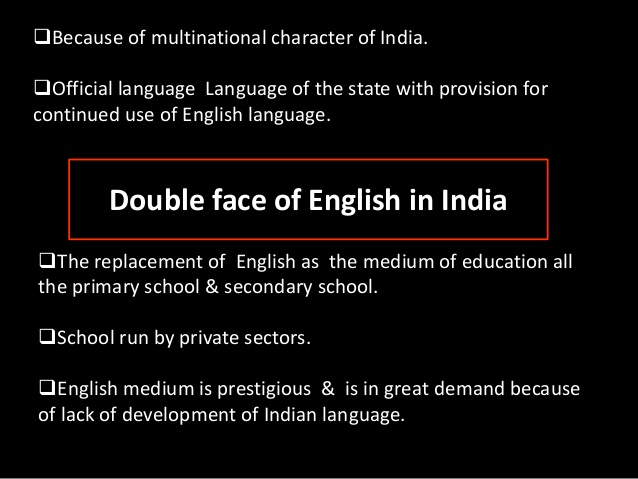 ❑Because of multinational character of India.
❑Official language Language of the state with provision for
continued use of English language.
Double face of English in India
❑The replacement of English as the medium of education all
the primary school & secondary school.
❑School run by private sectors.
❑English medium is prestigious & is in great demand because
of lack of development of Indian language.